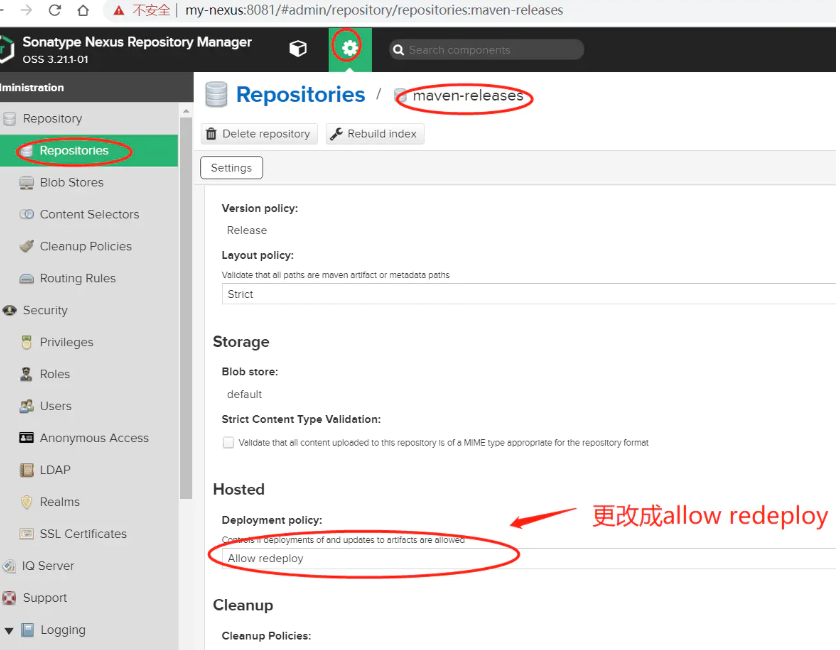 不安全 | my-nexus:8081/#admin/repository/repositories:maven-releases
Sonatype Nexus Repository Manager
OSS 3.21.1-01
Search components
ministration
Repository
Repositories
Blob Stores
Content Selectors
Cleanup Policies
Routing Rules
Security
Privileges
Roles
Users
Anonymous Access
LDAP
Realms
SSL Certificates
IQ Server
Support
Logging
Repositories / maven-releases
Delete repository
Rebuild index
Settings
Version policy:
Release
Layout policy:
Validate that all paths are maven artifact or metadata paths
Strict
Storage
Blob store:
default
Strict Content Type Validation:
Validate that all content uploaded to this repository is of a MIME type appropriate for the repository format
Hosted
Deployment policy:
Controls if deployments of and updates to artifacts are allowed
Allow redeploy
更改成allow redeploy
Cleanup
Cleanup Policies: